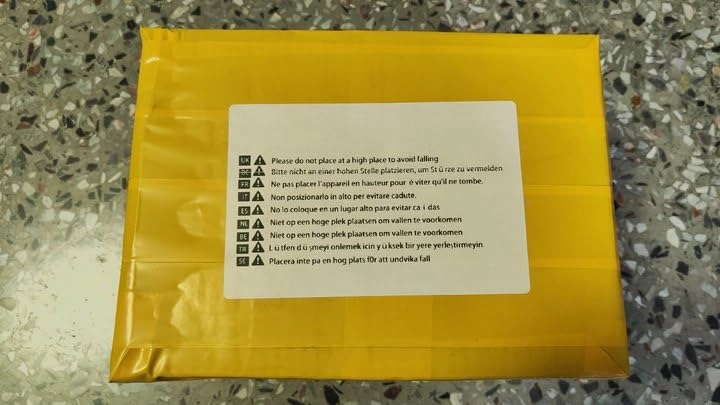 UK Please do not place at a high place to avoid falling
DE Bitte nicht an einer hohen Stelle platzieren, um St ü rze zu vermeiden
FR Ne pas placer l'appareil en hauteur pour é viter qu'il ne tombe.
IT Non posizionarlo in alto per evitare cadute.
ES No lo coloque en un lugar alto para evitar ca í das
NL Niet op een hoge plek plaatsen om vallen te voorkomen
BE Niet op een hoge plek plaatsen om vallen te voorkomen
TR L ü tfen d ü şmeyi onlemek icin y ü ksek bir yere yerleştirmeyin
SE Placera inte pa en hog plats för att undvika fall